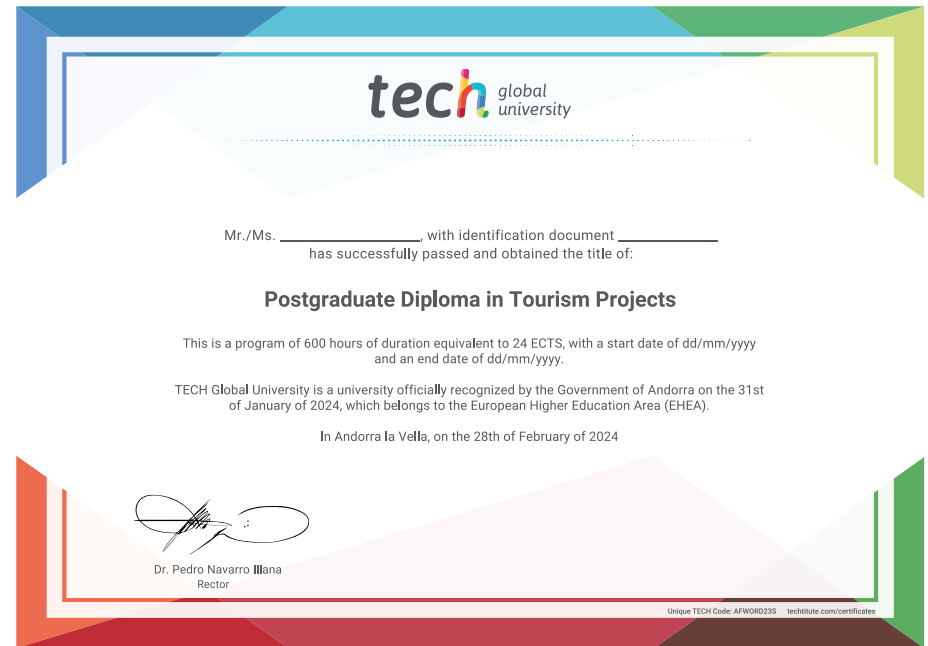 tech global university
Mr./Ms. ____________________, with identification document ______________
has successfully passed and obtained the title of:
Postgraduate Diploma in Tourism Projects
This is a program of 600 hours of duration equivalent to 24 ECTS, with a start date of dd/mm/yyyy
and an end date of dd/mm/yyyy.
TECH Global University is a university officially recognized by the Government of Andorra on the 31st
of January of 2024, which belongs to the European Higher Education Area (EHEA).
In Andorra la Vella, on the 28th of February of 2024
Dr. Pedro Navarro Illana
Rector
Unique TECH Code: AFWORD23S techtitute.com/certificates